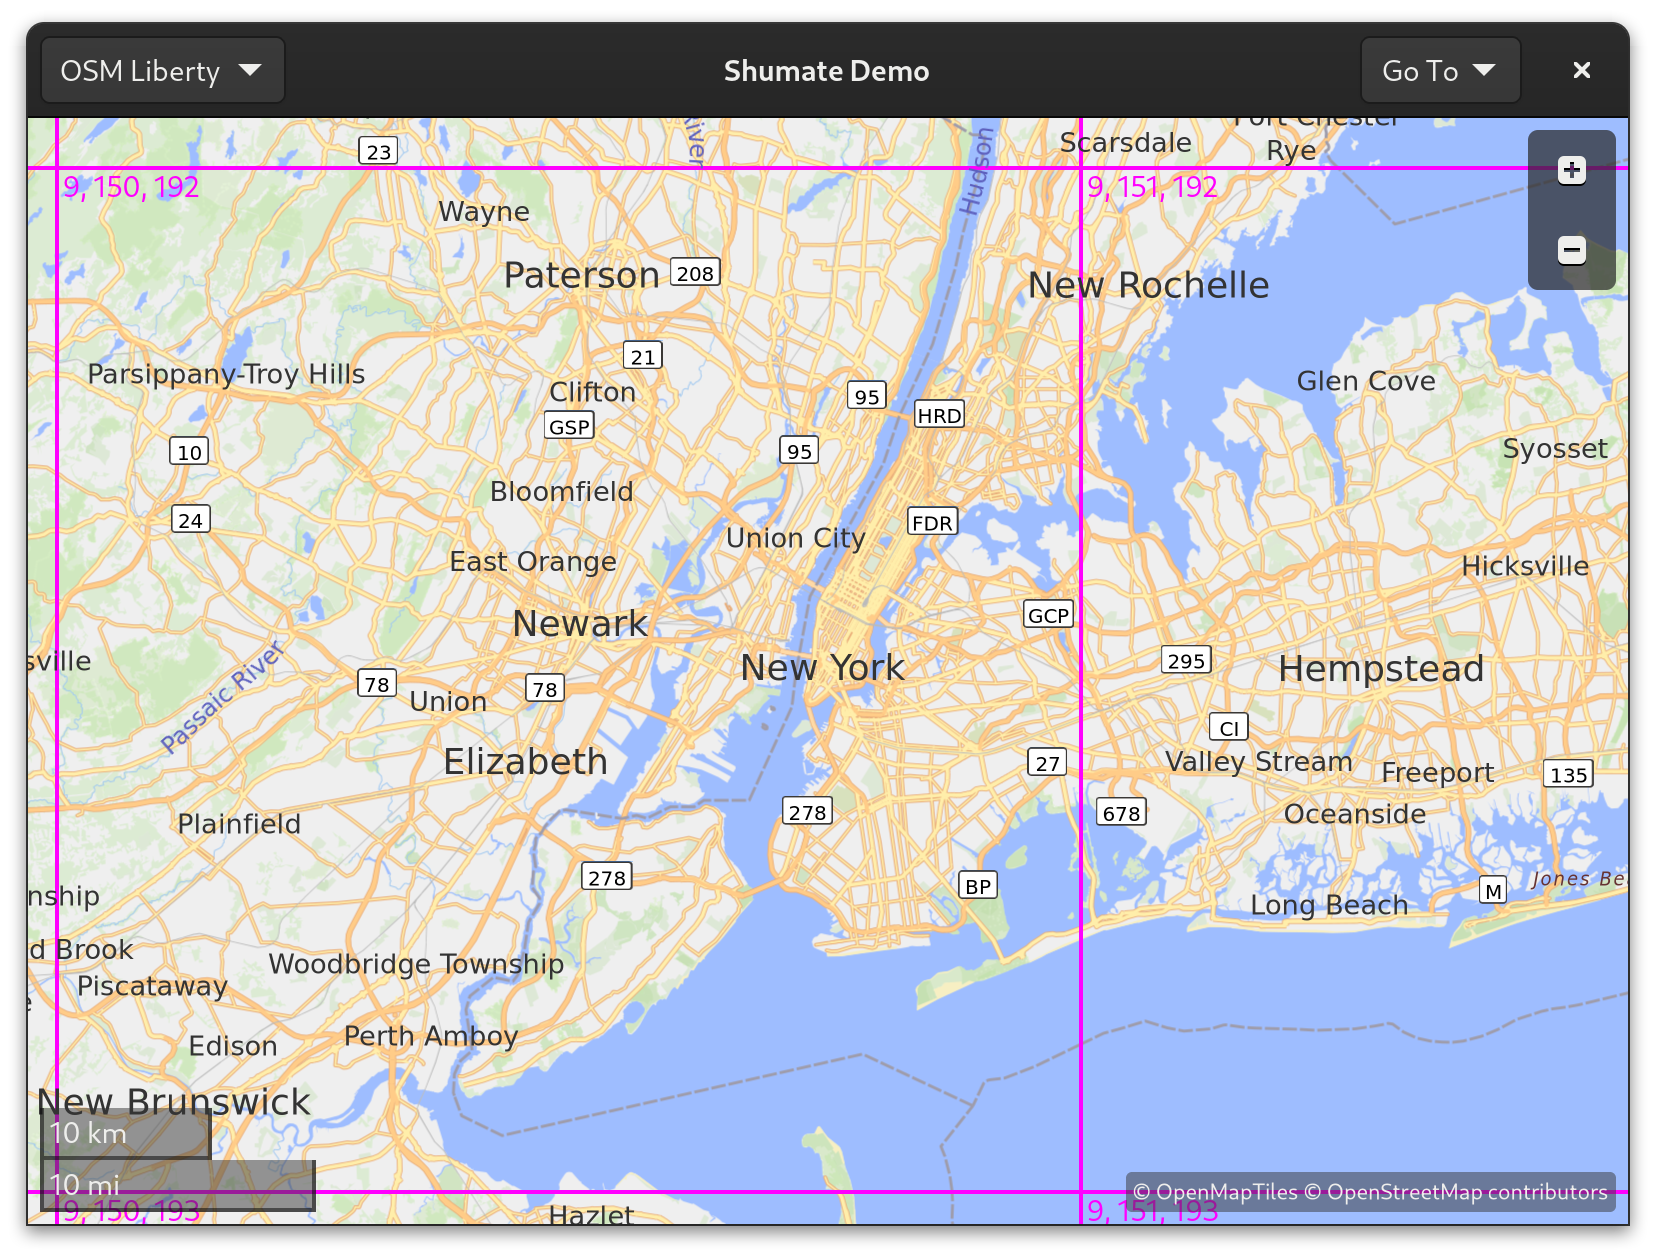 OSM Liberty
Shumate Demo
Go To
Port Chester
Scarsdale
Rye
River
Hudson
23
9, 150, 192
9, 151, 192
Wayne
Paterson
208
New Rochelle
21
Parsippany-Troy Hills
Clifton
Glen Cove
95
HRD
GSP
10
95
Syosset
Bloomfield
24
FDR
Union City
East Orange
Hicksville
Newark
GCP
sville
New York
295
Hempstead
Passaic River
78
Union
78
CI
Elizabeth
27
Valley Stream
Freeport
135
278
678
Oceanside
Plainfield
278
BP
M
Jones Be
nship
Long Beach
d Brook
Woodbridge Township
Piscataway
e
Perth Amboy
Edison
New Brunswick
10 km
10 mi
© OpenMapTiles © OpenStreetMap contributors
9, 150, 193
9, 151, 193
Hazlet